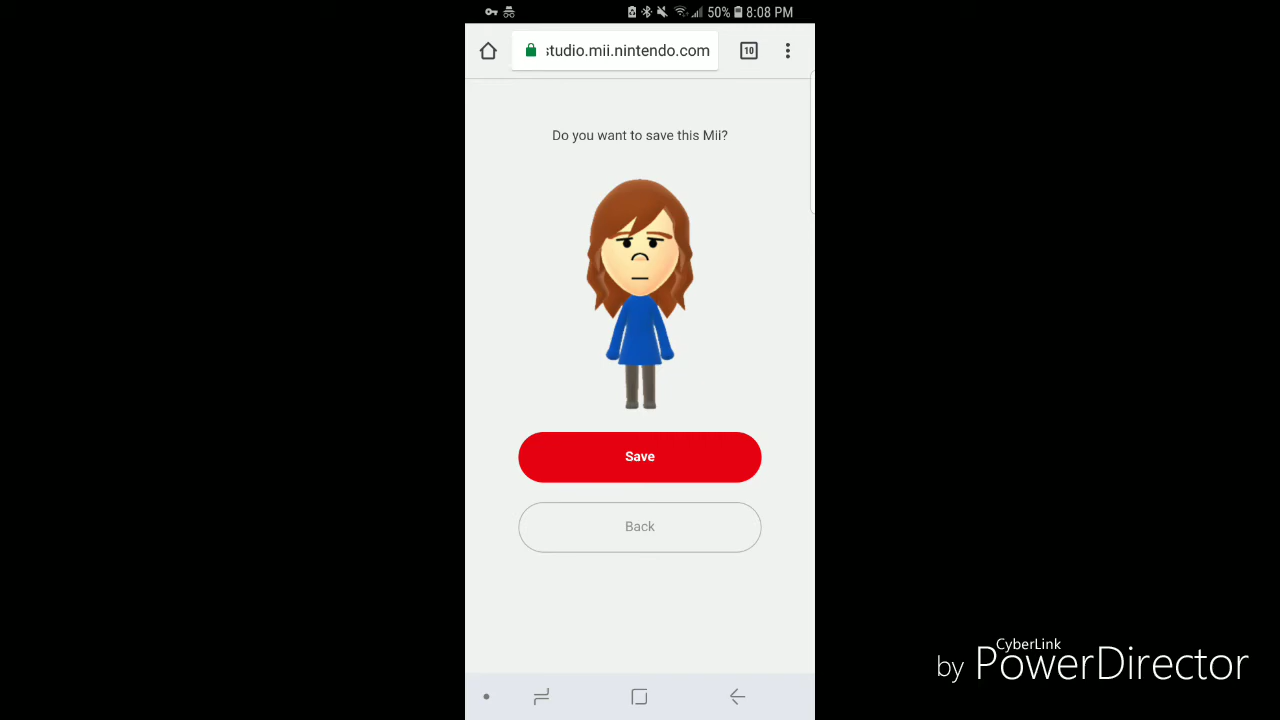 50% 8:08 PM
studio.mii.nintendo.com
10
Do you want to save this Mii?
Save
Back
CyberLink
by PowerDirector